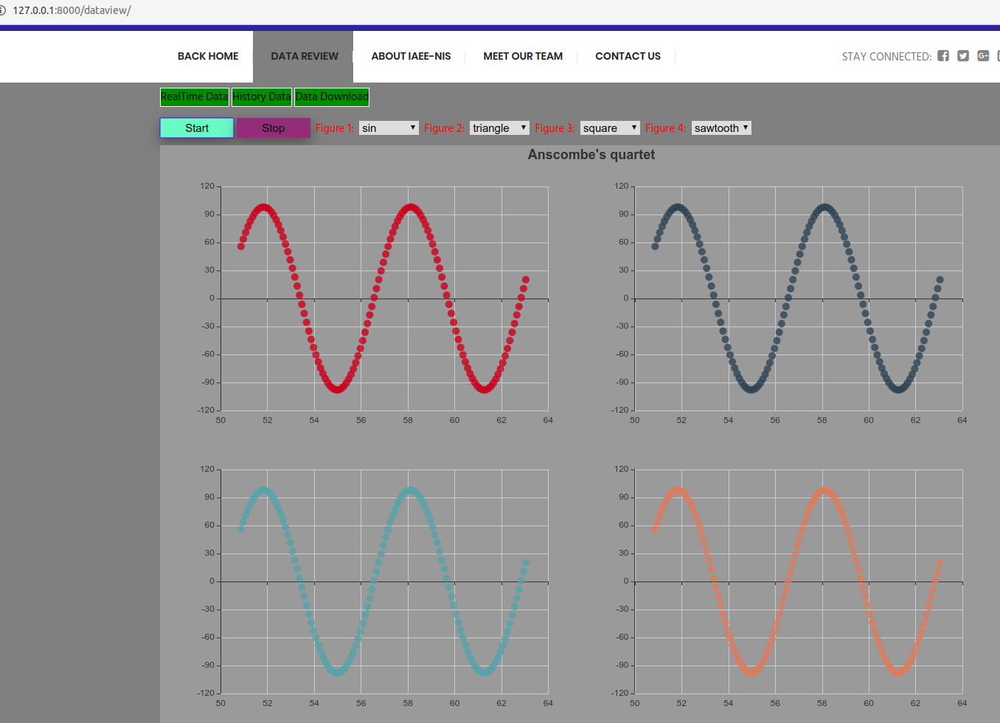 127.0.0.1:8000/dataview/
BACK HOME DATA REVIEW ABOUT IAEE-NIS MEET OUR TEAM CONTACT US STAY CONNECTED:
RealTime Data History Data Data Download
Start Stop Figure 1: sin Figure 2: triangle Figure 3: square Figure 4: sawtooth
Anscombe's quartet
120 120
90 90
60 60
30 30
0 0
-30 -30
-60 -60
-90 -90
-120 -120
50 52 54 56 58 60 62 64 50 52 54 56 58 60 62 64
120 120
90 90
60 60
30 30
0 0
-30 -30
-60 -60
-90 -90
-120 -120
50 52 54 56 58 60 62 64 50 52 54 56 58 60 62 64